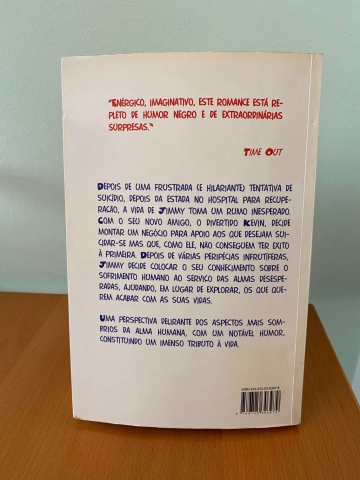 "ENÉRGICO, IMAGINATIVO, ESTE ROMANCE ESTÁ RE-
PLETO DE HUMOR NEGRO E DE EXTRAORDINÁRIAS
SURPRESAS."
TIME OUT
DEPOIS DE UMA FRUSTRADA (E HILARIANTE) TENTATIVA DE
SUICÍDIO, DEPOIS DA ESTADA NO HOSPITAL PARA RECUPE-
RAÇÃO, A VIDA DE JIMMY TOMA UM RUMO INESPERADO.
COM O SEU NOVO AMIGO, O DIVERTIDO KEVIN, DECIDE
MONTAR UM NEGÓCIO PARA APOIO AOS QUE DESEJAM SUI-
CIDAR-SE MAS QUE, COMO ELE, NÃO CONSEGUEM TER ÊXITO
À PRIMEIRA. DEPOIS DE VÁRIAS PERIPÉCIAS INFRUTÍFERAS,
JIMMY DECIDE COLOCAR O SEU CONHECIMENTO SOBRE O
SOFRIMENTO HUMANO AO SERVIÇO DAS ALMAS DESESPE-
RADAS, AJUDANDO, EM LUGAR DE EXPLORAR, OS QUE QUE-
REM ACABAR COM AS SUAS VIDAS.
UMA PERSPECTIVA DELIRANTE DOS ASPECTOS MAIS SOM-
BRIOS DA ALMA HUMANA, COM UM NOTÁVEL HUMOR,
CONSTITUINDO UM IMENSO TRIBUTO À VIDA.